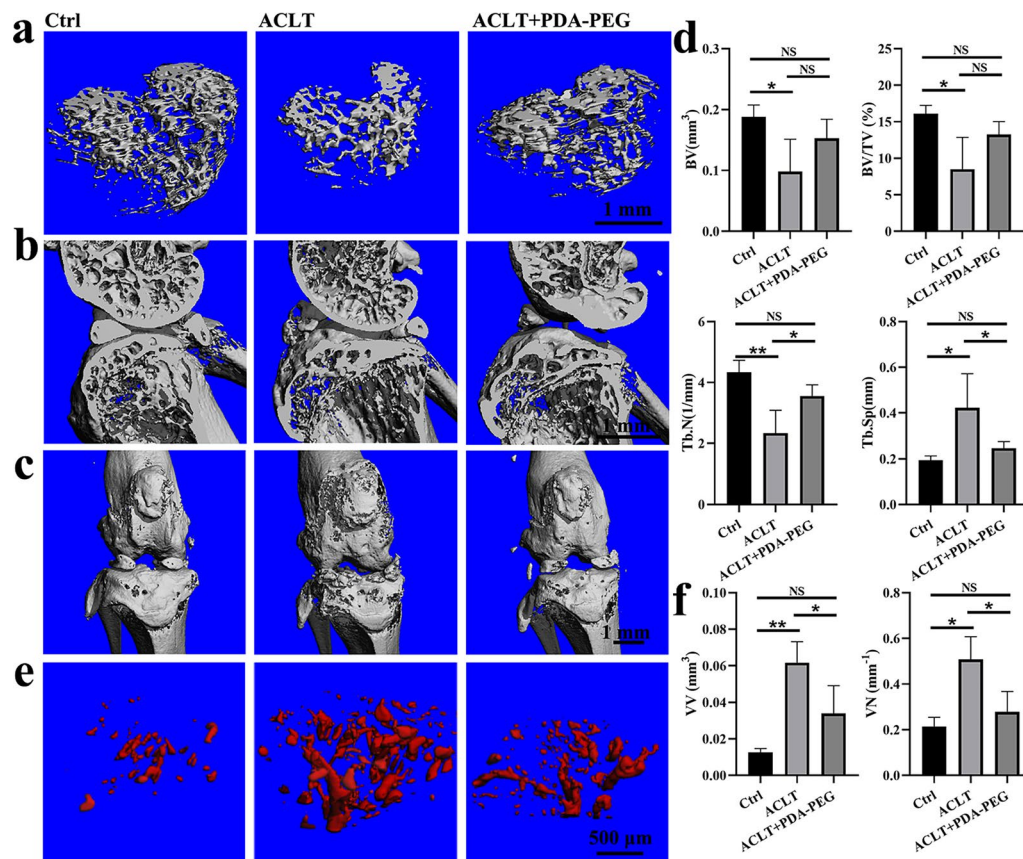 a
Ctrl
ACLT
ACLT+PDA-PEG
1 mm
b
1 mm
c
1 mm
e
500 µm
d
BV(mm³)
0.3
0.2
0.1
0.0
NS
NS
*
Ctrl
ACLT
ACLT+PDA-PEG
BV/TV (%)
25
20
15
10
5
0
NS
NS
*
Ctrl
ACLT
ACLT+PDA-PEG
Tb.N(1/mm)
6
4
2
0
NS
**
*
Ctrl
ACLT
ACLT+PDA-PEG
Tb.Sp(mm)
0.8
0.6
0.4
0.2
0.0
NS
*
*
Ctrl
ACLT
ACLT+PDA-PEG
f
VV (mm³)
0.10
0.08
0.06
0.04
0.02
0.00
NS
**
*
Ctrl
ACLT
ACLT+PDA-PEG
VN (mm⁻¹)
0.8
0.6
0.4
0.2
0.0
NS
*
*
Ctrl
ACLT
ACLT+PDA-PEG